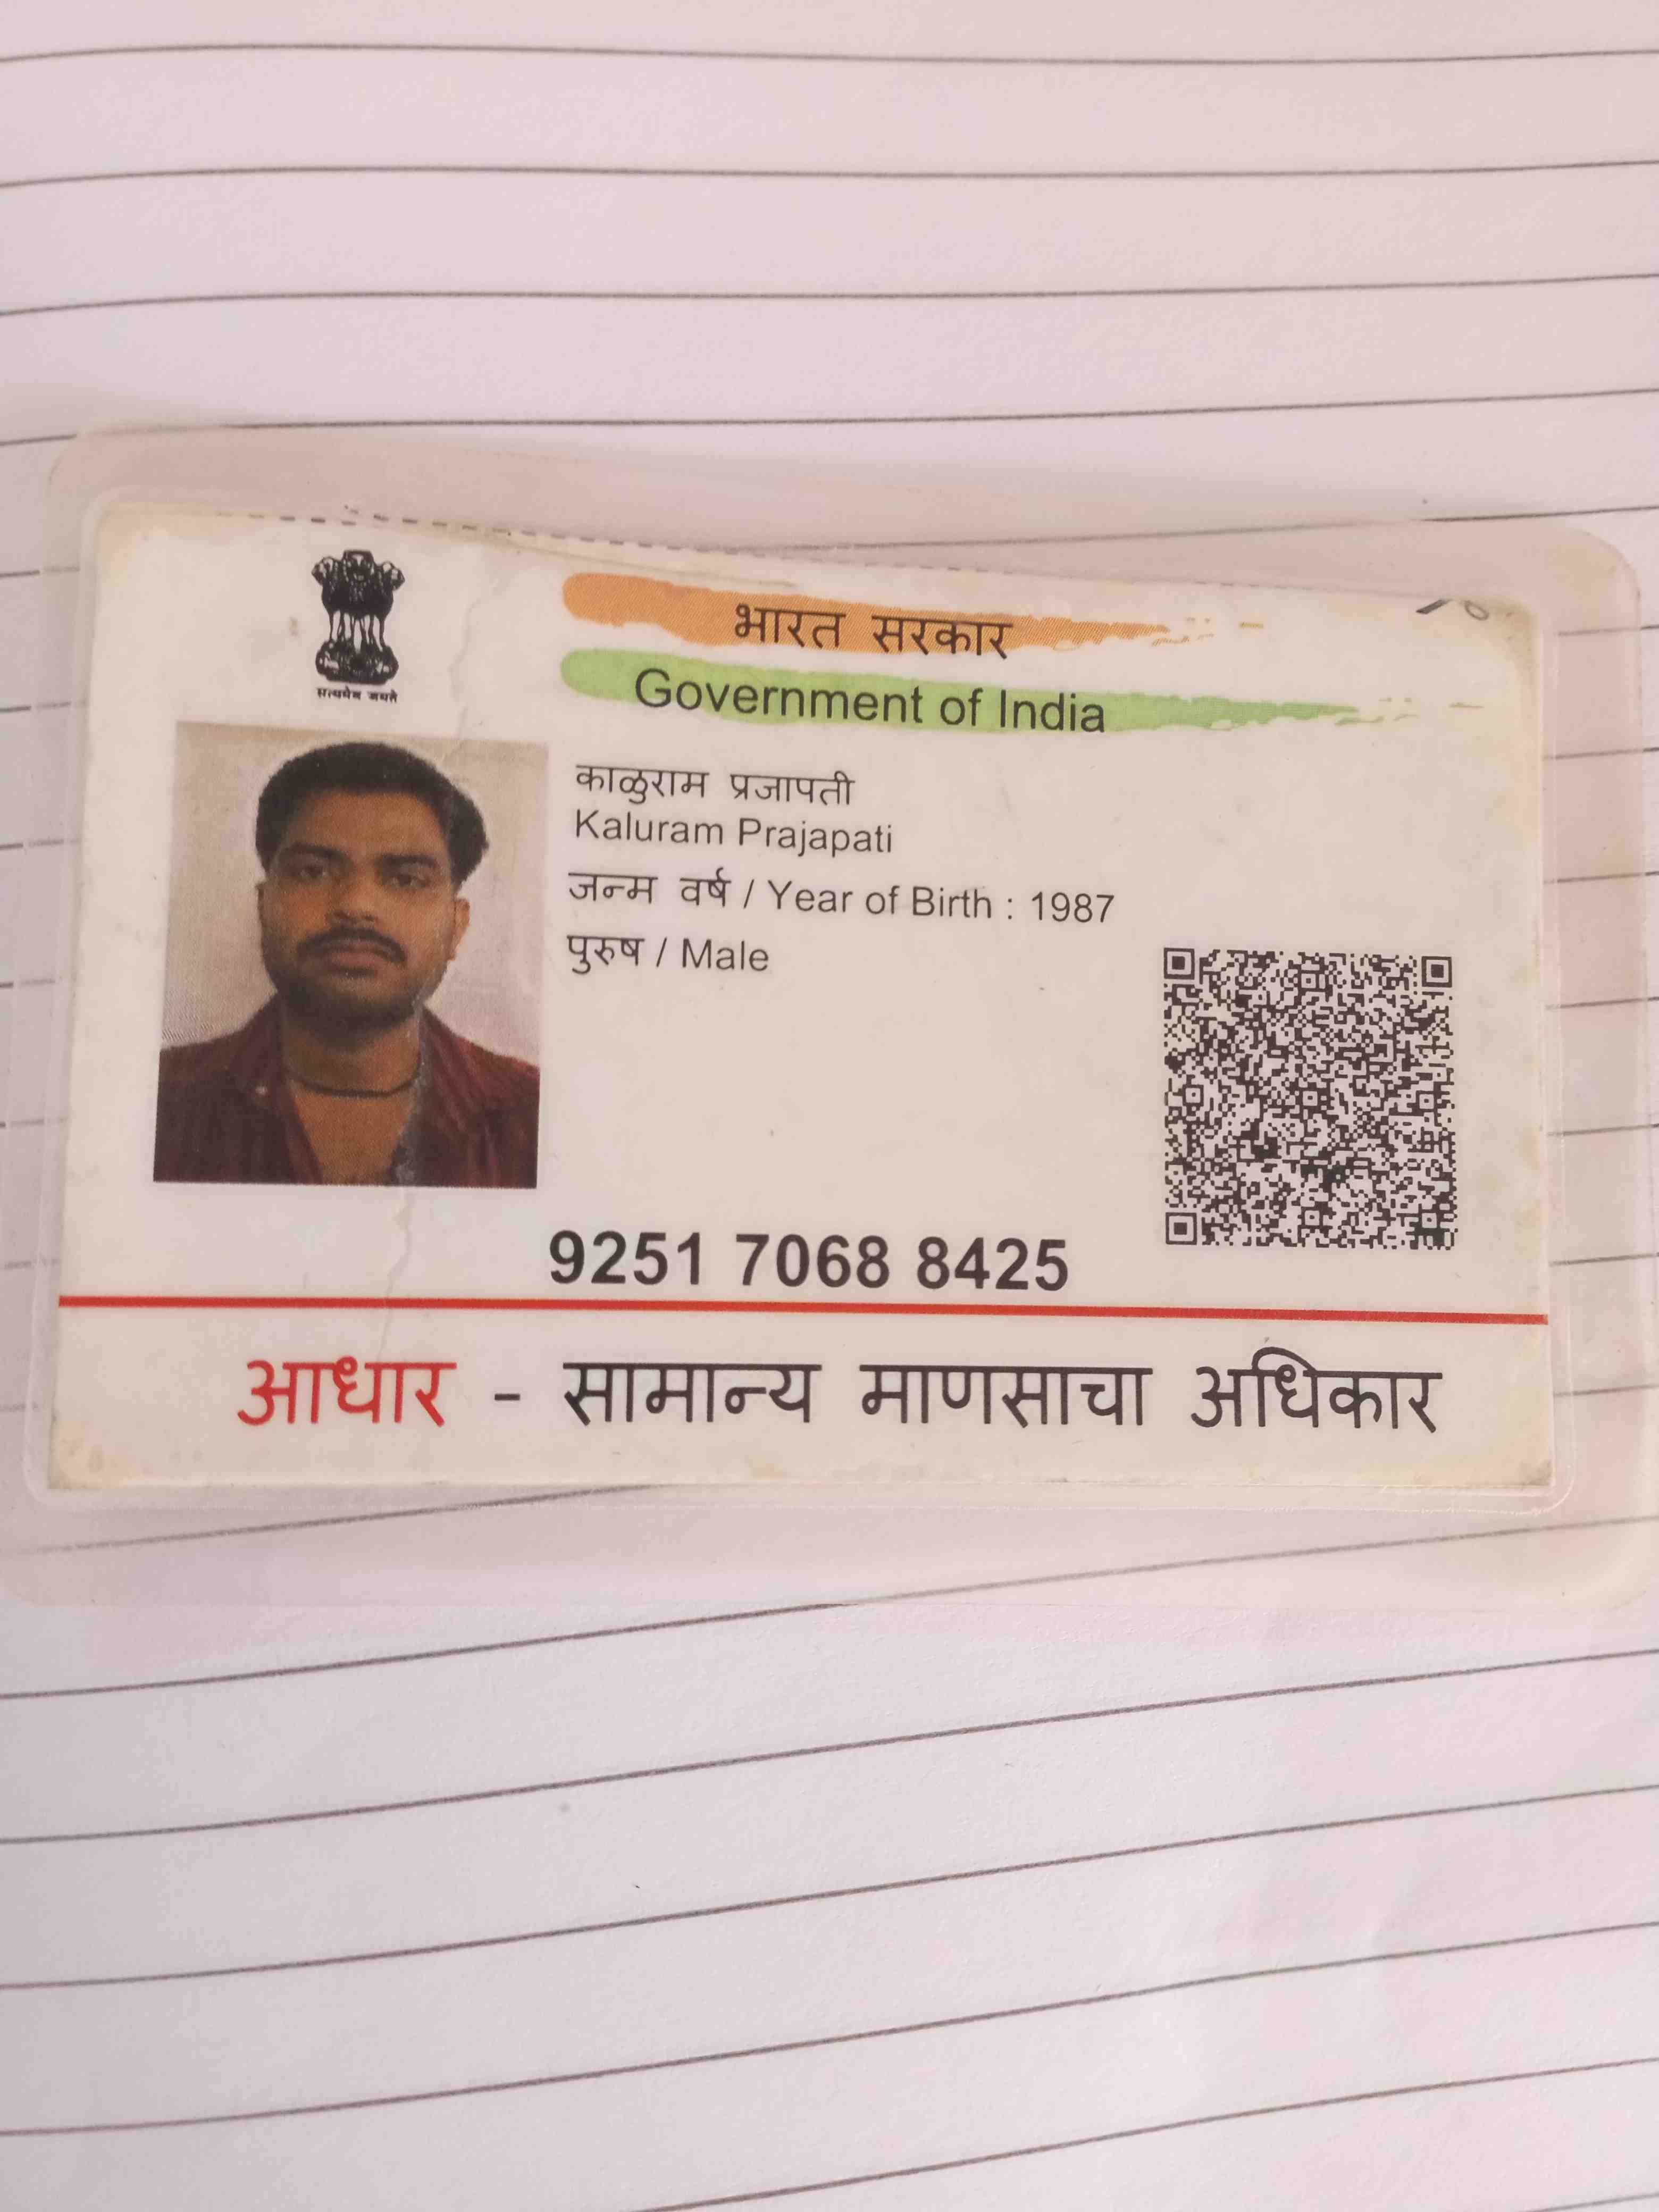 सत्यमेव जयते
भारत सरकार
Government of India
काळुराम प्रजापती
Kaluram Prajapati
जन्म वर्ष / Year of Birth : 1987
पुरुष / Male
9251 7068 8425
आधार - सामान्य माणसाचा अधिकार